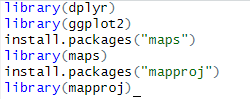 library(dplyr)
library(ggplot2)
install.packages("maps")
library(maps)
install.packages("mapproj")
library(mapproj)